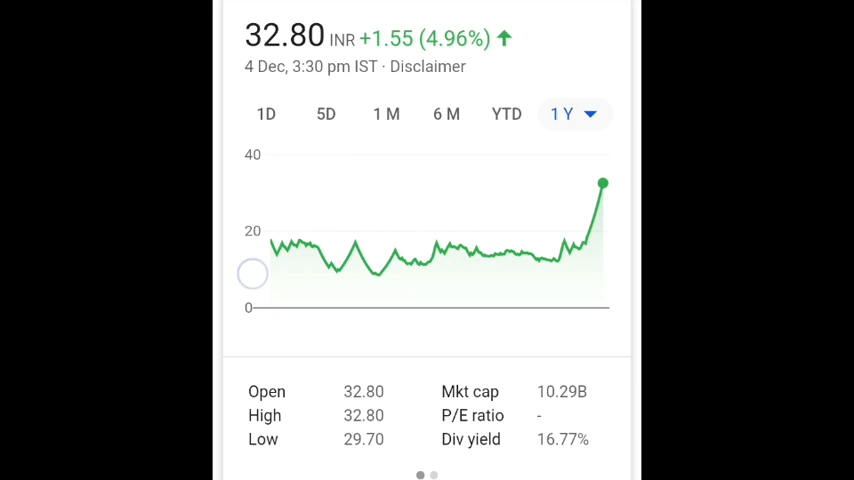 32.80 INR +1.55 (4.96%) ↑
4 Dec, 3:30 pm IST · Disclaimer
1D 5D 1 M 6 M YTD 1 Y
40
20
0
Open 32.80 Mkt cap 10.29B
High 32.80 P/E ratio -
Low 29.70 Div yield 16.77%